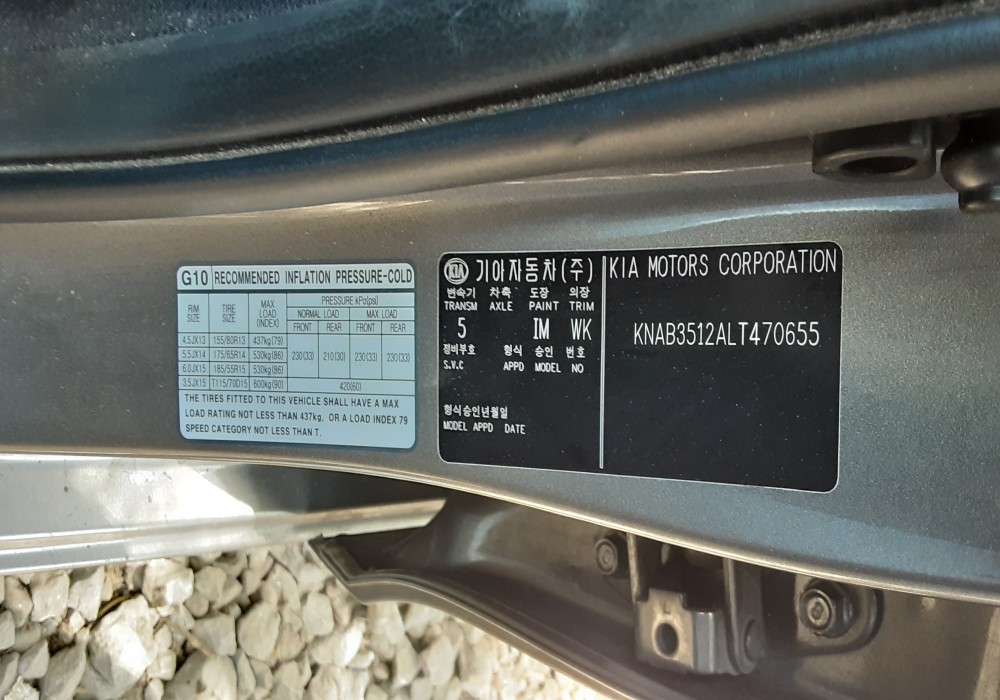 G10 RECOMMENDED INFLATION PRESSURE-COLD
RIM SIZE TIRE SIZE MAX LOAD (INDEX) PRESSURE kPa(psi)
NORMAL LOAD MAX LOAD
FRONT REAR FRONT REAR
4.5JX13 155/80R13 437kg(79)
5.5JX14 175/65R14 530kg(86) 230(33) 210(30) 230(33) 230(33)
6.0JX15 185/55R15 530kg(86)
3.5JX15 T115/70D15 600kg(90) 420(60)
THE TIRES FITTED TO THIS VEHICLE SHALL HAVE A MAX
LOAD RATING NOT LESS THAN 437kg, OR A LOAD INDEX 79
SPEED CATEGORY NOT LESS THAN T.
KIA 기아자동차(주) KIA MOTORS CORPORATION
변속기 차축 도장 의장
TRANSM AXLE PAINT TRIM
5 IM WK
KNAB3512ALT470655
정비부호 형식 승인 번호
S.V.C APPD MODEL NO
형식승인년월일
MODEL APPD DATE